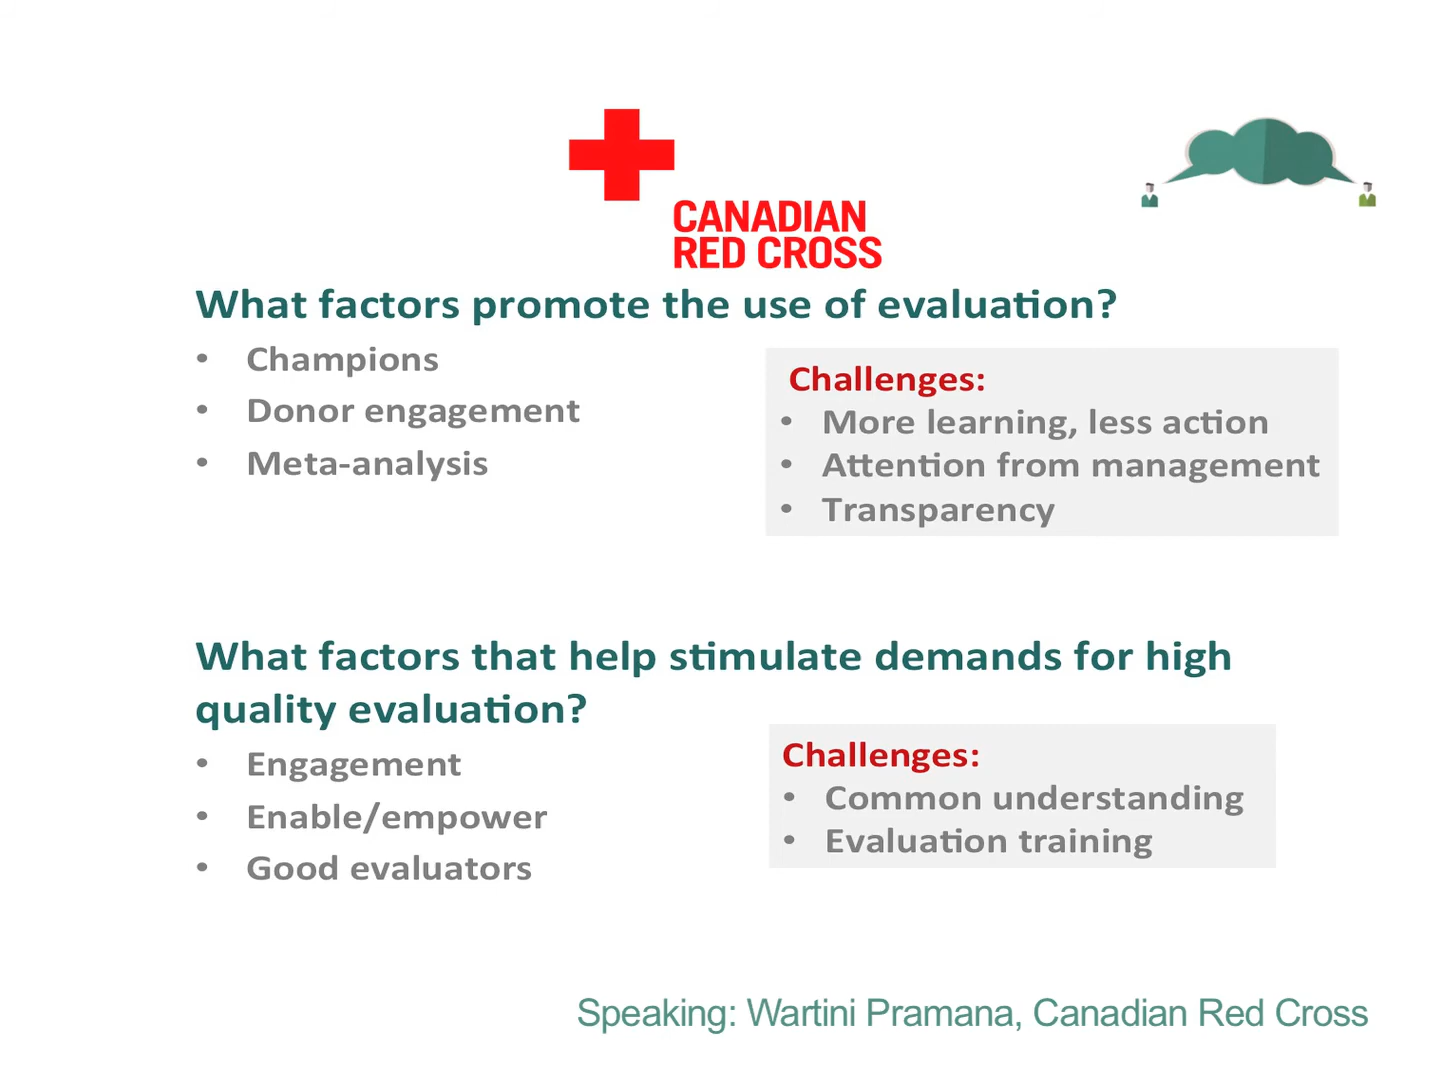 CANADIAN
RED CROSS
What factors promote the use of evaluation?
• Champions
• Donor engagement
• Meta-analysis
Challenges:
• More learning, less action
• Attention from management
• Transparency
What factors that help stimulate demands for high
quality evaluation?
• Engagement
• Enable/empower
• Good evaluators
Challenges:
• Common understanding
• Evaluation training
Speaking: Wartini Pramana, Canadian Red Cross